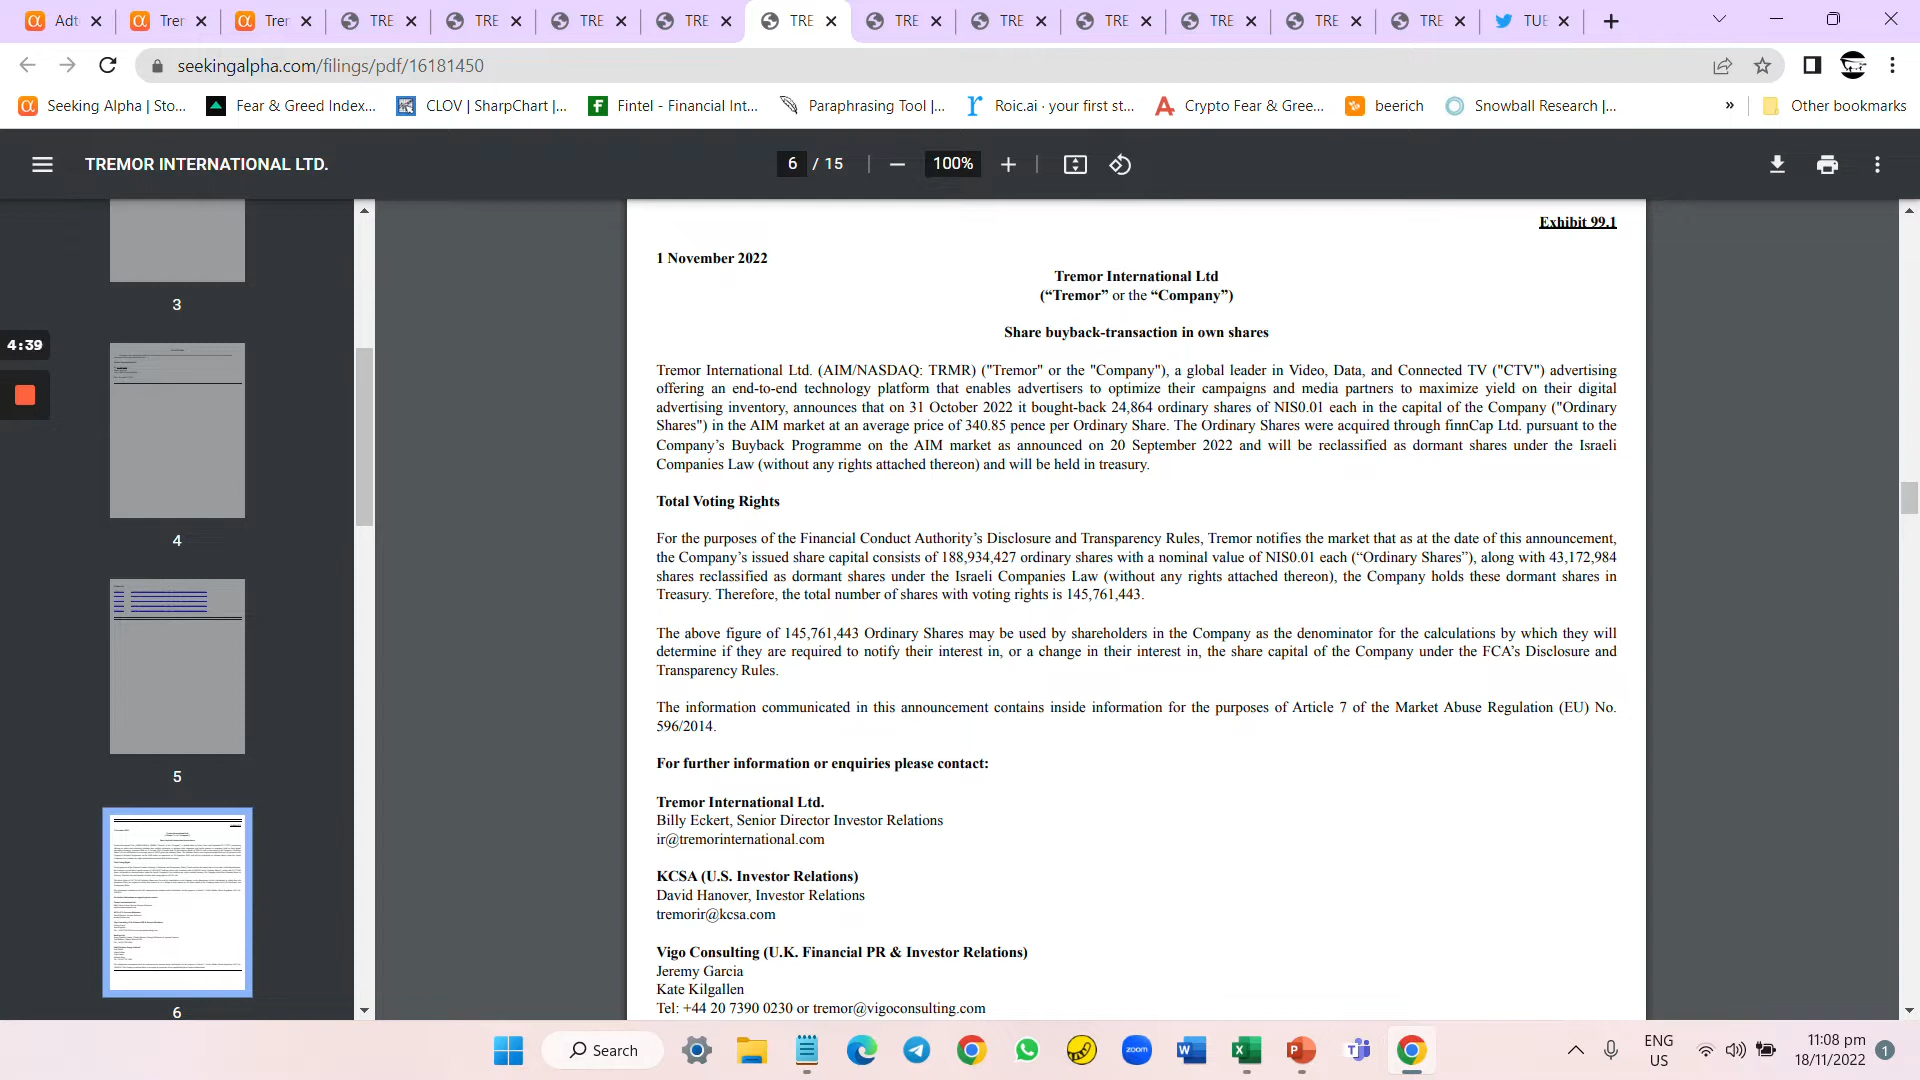 Adt
Trer
Trer
TRE
TRE
TRE
TRE
TRE
TRE
TRE
TRE
TRE
TRE
TRE
TUE
seekingalpha.com/filings/pdf/16181450
Seeking Alpha | Sto...
Fear & Greed Index...
CLOV | SharpChart |...
Fintel - Financial Int...
Paraphrasing Tool |...
Roic.ai · your first st...
Crypto Fear & Gree...
beerich
Snowball Research |...
»
Other bookmarks
TREMOR INTERNATIONAL LTD.
6 / 15
100%
3
4:39
4
5
6
Exhibit 99.1
1 November 2022
Tremor International Ltd
(“Tremor” or the “Company”)
Share buyback-transaction in own shares
Tremor International Ltd. (AIM/NASDAQ: TRMR) ("Tremor" or the "Company"), a global leader in Video, Data, and Connected TV ("CTV") advertising
offering an end-to-end technology platform that enables advertisers to optimize their campaigns and media partners to maximize yield on their digital
advertising inventory, announces that on 31 October 2022 it bought-back 24,864 ordinary shares of NIS0.01 each in the capital of the Company ("Ordinary
Shares") in the AIM market at an average price of 340.85 pence per Ordinary Share. The Ordinary Shares were acquired through finnCap Ltd. pursuant to the
Company’s Buyback Programme on the AIM market as announced on 20 September 2022 and will be reclassified as dormant shares under the Israeli
Companies Law (without any rights attached thereon) and will be held in treasury.
Total Voting Rights
For the purposes of the Financial Conduct Authority’s Disclosure and Transparency Rules, Tremor notifies the market that as at the date of this announcement,
the Company’s issued share capital consists of 188,934,427 ordinary shares with a nominal value of NIS0.01 each (“Ordinary Shares”), along with 43,172,984
shares reclassified as dormant shares under the Israeli Companies Law (without any rights attached thereon), the Company holds these dormant shares in
Treasury. Therefore, the total number of shares with voting rights is 145,761,443.
The above figure of 145,761,443 Ordinary Shares may be used by shareholders in the Company as the denominator for the calculations by which they will
determine if they are required to notify their interest in, or a change in their interest in, the share capital of the Company under the FCA’s Disclosure and
Transparency Rules.
The information communicated in this announcement contains inside information for the purposes of Article 7 of the Market Abuse Regulation (EU) No.
596/2014.
For further information or enquiries please contact:
Tremor International Ltd.
Billy Eckert, Senior Director Investor Relations
ir@tremorinternational.com
KCSA (U.S. Investor Relations)
David Hanover, Investor Relations
tremorir@kcsa.com
Vigo Consulting (U.K. Financial PR & Investor Relations)
Jeremy Garcia
Kate Kilgallen
Tel: +44 20 7390 0230 or tremor@vigoconsulting.com
Search
zoom
ENG
US
11:08 pm
18/11/2022
1